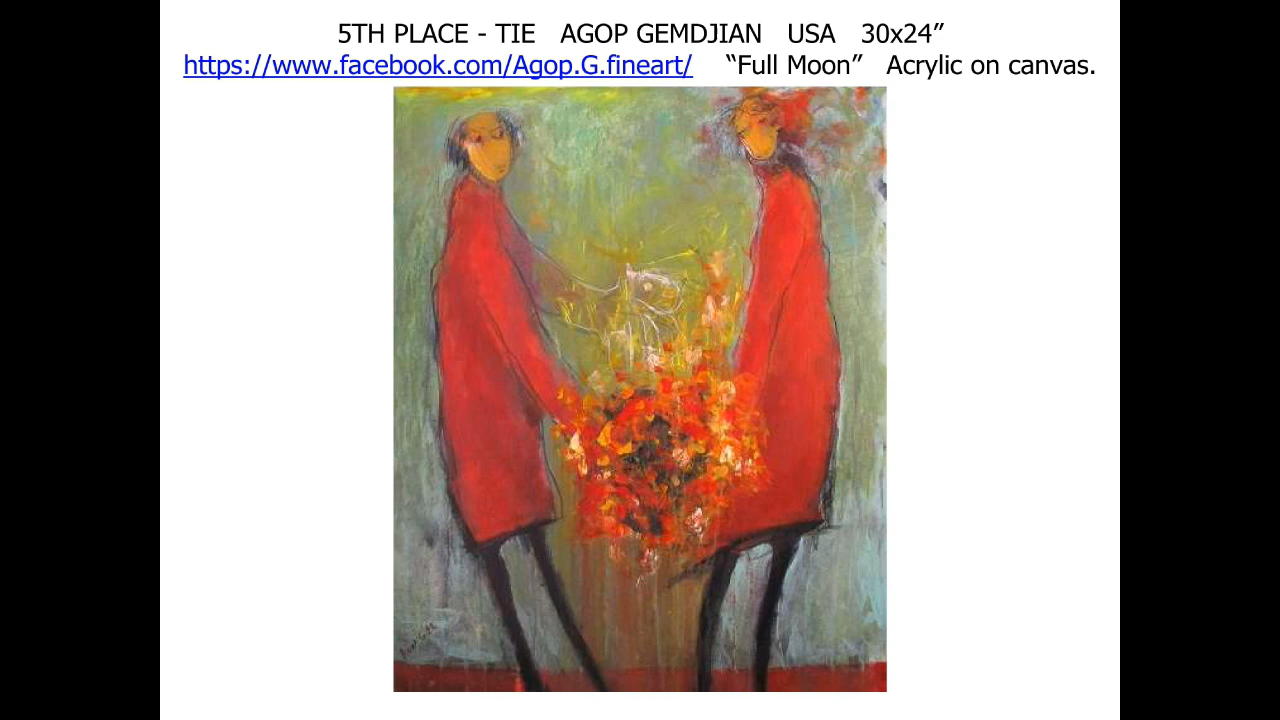 5TH PLACE - TIE   AGOP GEMDJIAN   USA   30x24”
https://www.facebook.com/Agop.G.fineart/   “Full Moon”   Acrylic on canvas.